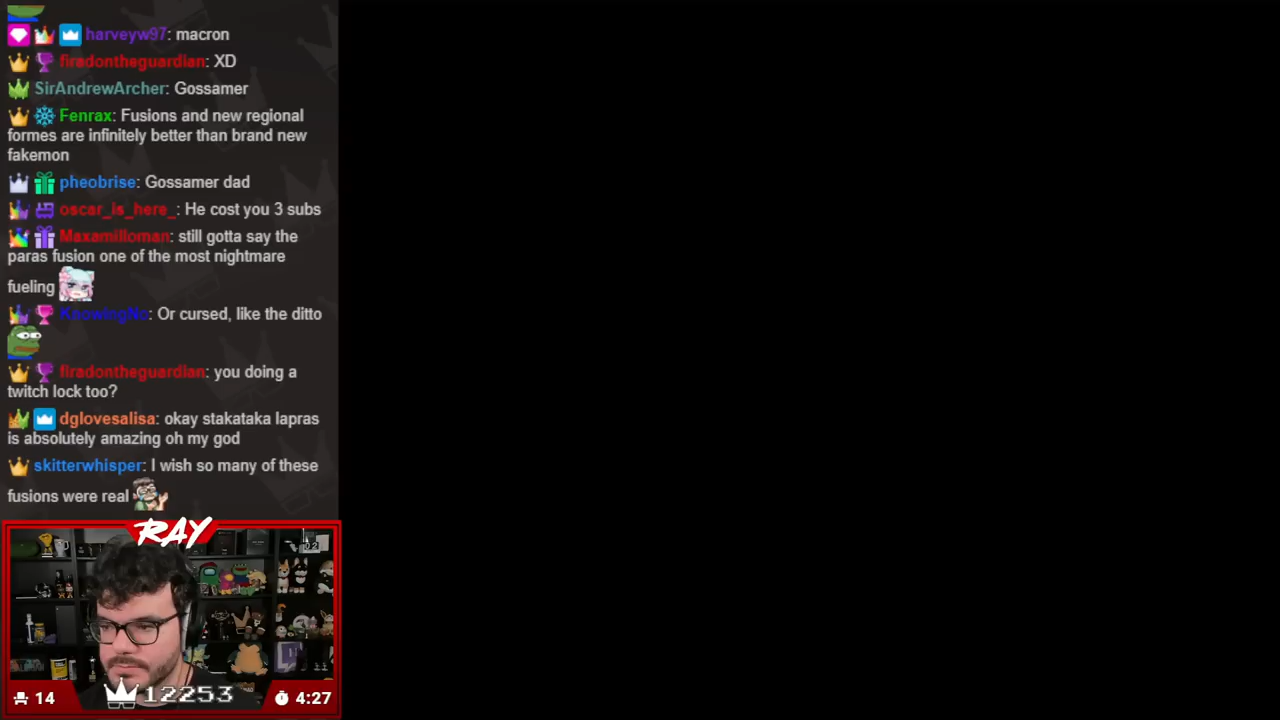 harveyw97: macron
firadontheguardian: XD
SirAndrewArcher: Gossamer
Fenrax: Fusions and new regional
formes are infinitely better than brand new
fakemon
pheobrise: Gossamer dad
oscar_is_here_: He cost you 3 subs
Maxamilloman: still gotta say the
paras fusion one of the most nightmare
fueling
KnowingNo: Or cursed, like the ditto
firadontheguardian: you doing a
twitch lock too?
dglovesalisa: okay stakataka lapras
is absolutely amazing oh my god
skitterwhisper: I wish so many of these
fusions were real
RAY
14
12253
4:27